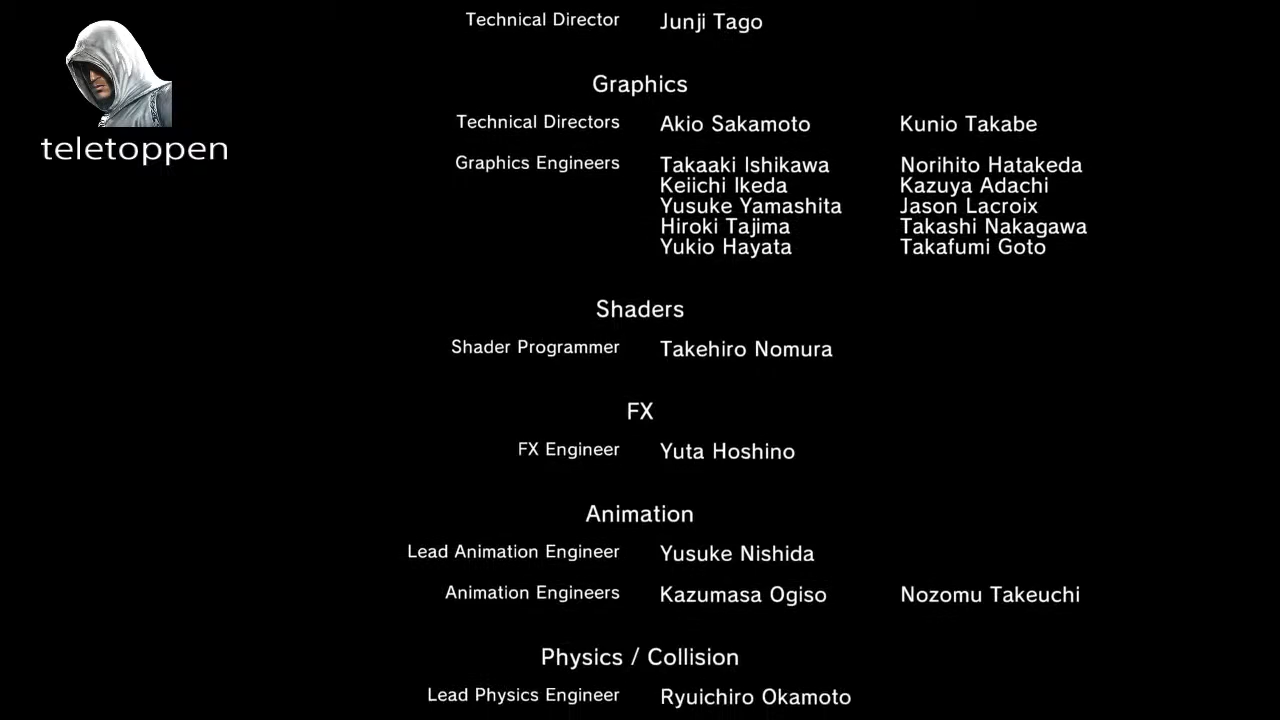 Technical Director Junji Tago
teletoppen
Graphics
Technical Directors Akio Sakamoto Kunio Takabe
Graphics Engineers Takaaki Ishikawa Norihito Hatakeda
Keiichi Ikeda Kazuya Adachi
Yusuke Yamashita Jason Lacroix
Hiroki Tajima Takashi Nakagawa
Yukio Hayata Takafumi Goto
Shaders
Shader Programmer Takehiro Nomura
FX
FX Engineer Yuta Hoshino
Animation
Lead Animation Engineer Yusuke Nishida
Animation Engineers Kazumasa Ogiso Nozomu Takeuchi
Physics / Collision
Lead Physics Engineer Ryuichiro Okamoto